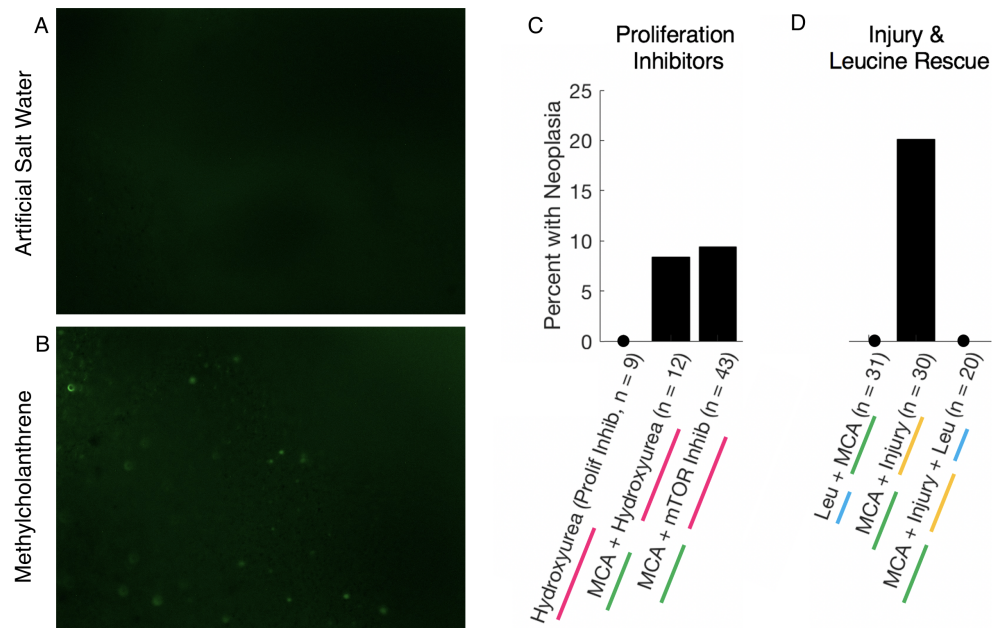 A
Artificial Salt Water
B
Methylcholanthrene
C
Proliferation
Inhibitors
Percent with Neoplasia
25
20
15
10
5
0
Hydroxyurea (Prolif Inhib, n = 9)
MCA + Hydroxyurea (n = 12)
MCA + mTOR Inhib (n = 43)
D
Injury &
Leucine Rescue
Leu + MCA (n = 31)
MCA + Injury (n = 30)
MCA + Injury + Leu (n = 20)